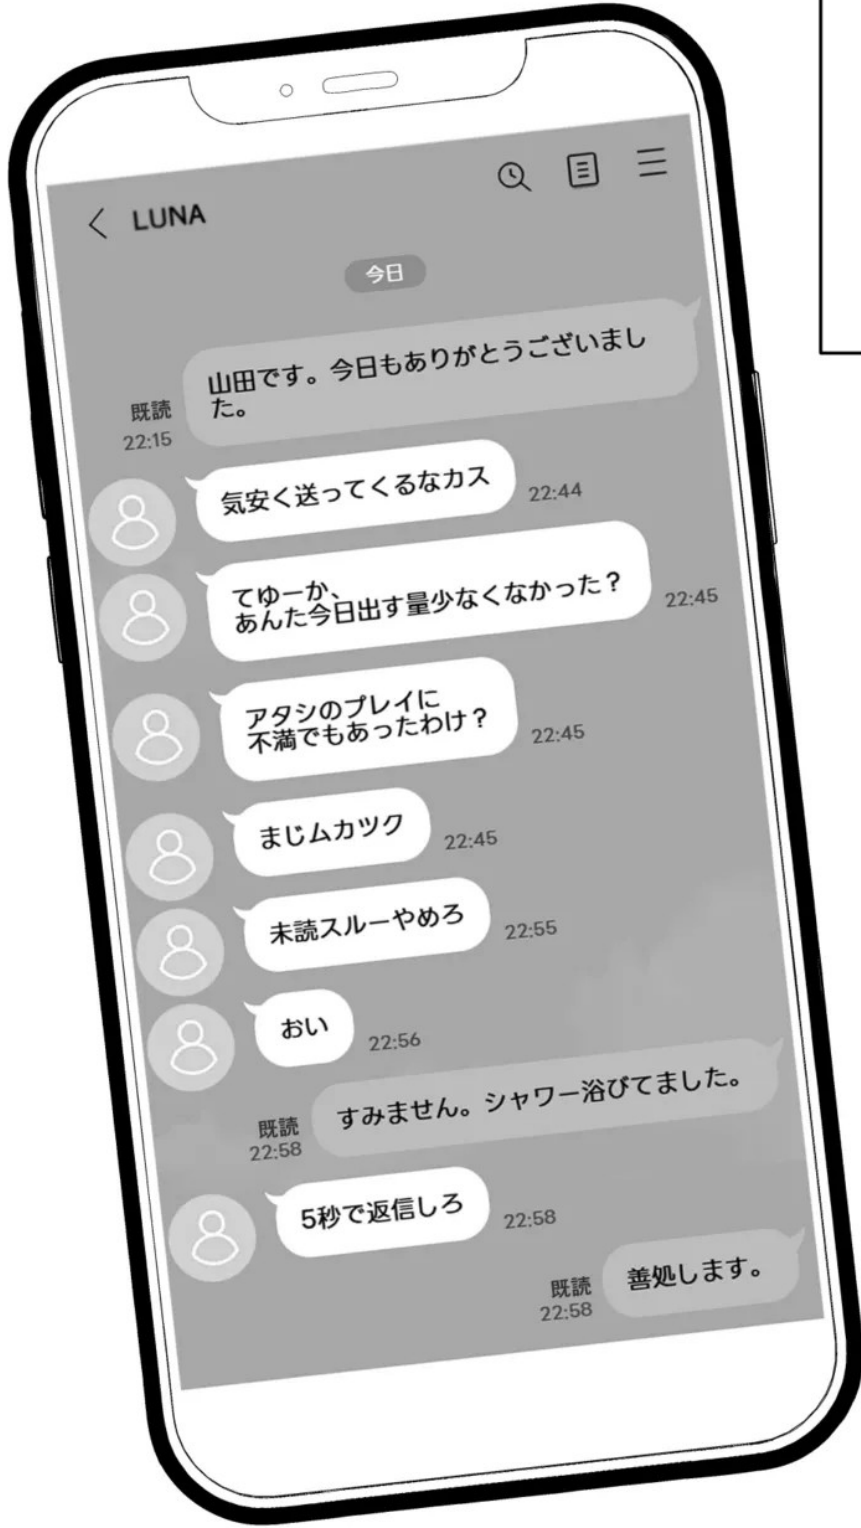 LUNA
今日
山田です。今日もありがとうございまし
た。
既読
22:15
気安く送ってくるなカス
22:44
てゆーか、
あんた今日出す量少なくなかった？
22:45
アタシのプレイに
不満でもあったわけ？
22:45
まじムカツク
22:45
未読スルーやめろ
22:55
おい
22:56
すみません。シャワー浴びてました。
既読
22:58
5秒で返信しろ
22:58
善処します。
既読
22:58